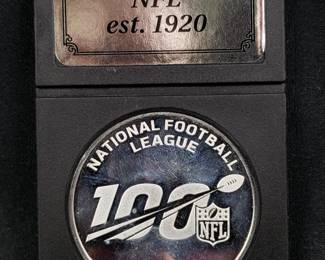 NFL
est. 1920
NATIONAL FOOTBALL
LEAGUE
100
NFL